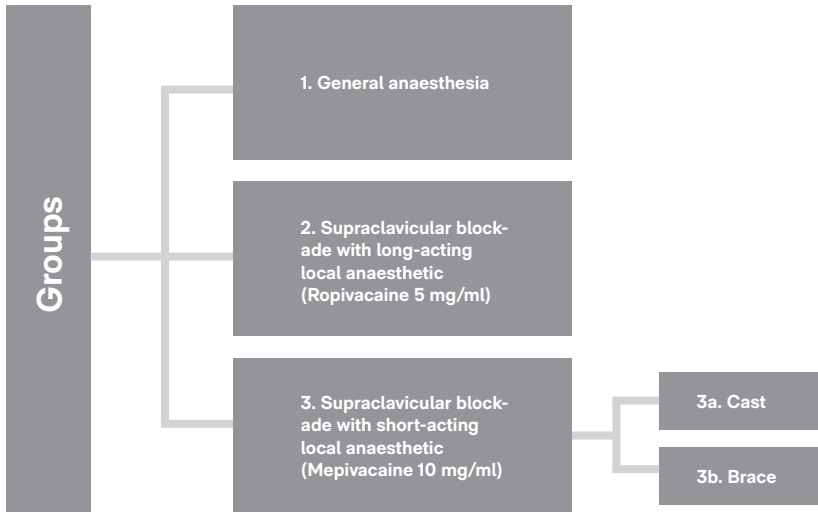 Groups
1. General anaesthesia
2. Supraclavicular block-
ade with long-acting
local anaesthetic
(Ropivacaine 5 mg/ml)
3. Supraclavicular block-
ade with short-acting
local anaesthetic
(Mepivacaine 10 mg/ml)
3a. Cast
3b. Brace